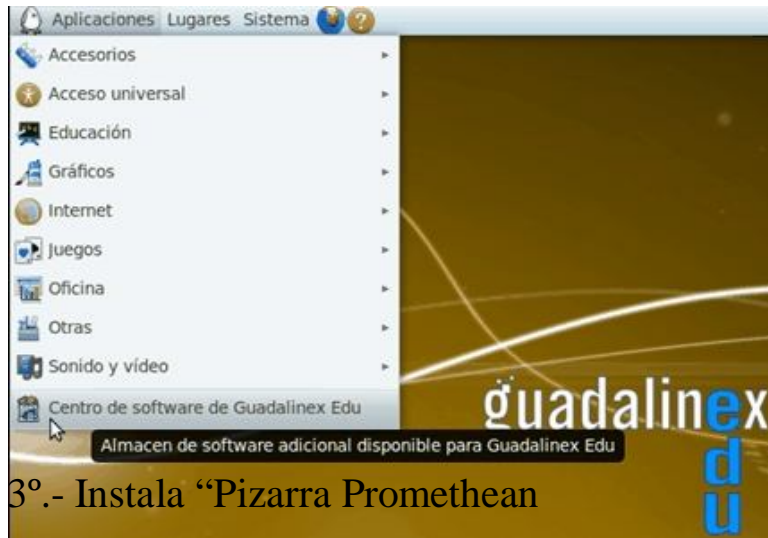 Aplicaciones Lugares Sistema
Accesorios
Acceso universal
Educación
Gráficos
Internet
Juegos
Oficina
Otras
Sonido y vídeo
Centro de software de Guadalinex Edu
Almacen de software adicional disponible para Guadalinex Edu
guadalinex
edu
3º.- Instala “Pizarra Promethean